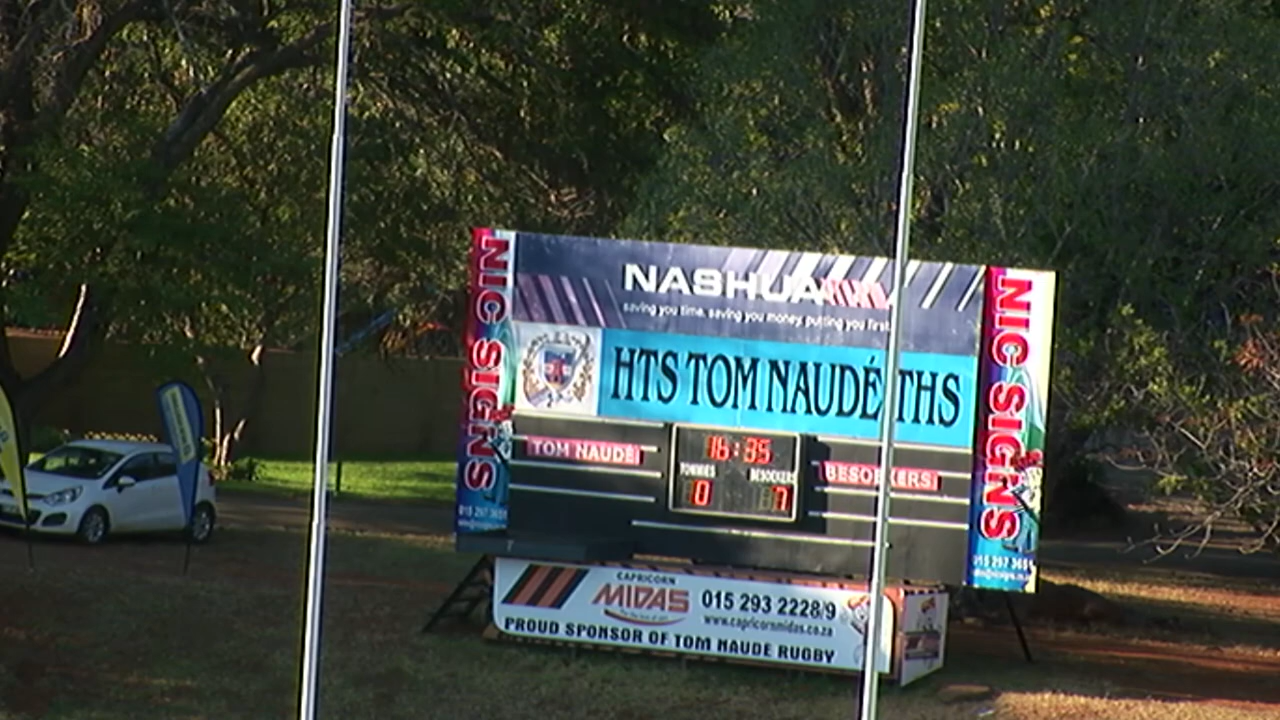 NASHUA
saving you time. saving you money. putting you first.
HTS TOM NAUDÉ THS
NIC SIGNS
NIC SIGNS
TOM NAUDE
16:35
BESOEKERS
TOMMIES
BESOEKERS
0
7
015 297 365
CAPRICORN
MIDAS
015 293 2228/9
www.capricornmidas.co.za
PROUD SPONSOR OF TOM NAUDE RUGBY